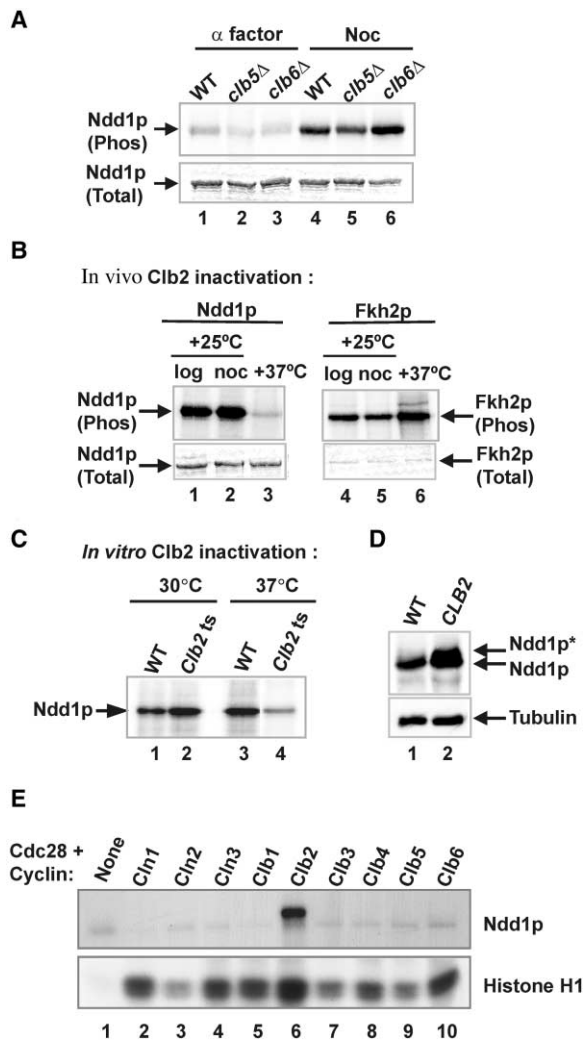 A
α factor Noc
WT clb5Δ clb6Δ WT clb5Δ clb6Δ
Ndd1p
(Phos)
Ndd1p
(Total)
1 2 3 4 5 6
B
In vivo Clb2 inactivation :
Ndd1p Fkh2p
+25ºC +25ºC
log noc +37ºC log noc +37ºC
Ndd1p
(Phos)
Fkh2p
(Phos)
Ndd1p
(Total)
Fkh2p
(Total)
1 2 3 4 5 6
C
In vitro Clb2 inactivation :
30°C 37°C
WT Clb2 ts WT Clb2 ts
Ndd1p
1 2 3 4
D
WT CLB2
Ndd1p*
Ndd1p
Tubulin
1 2
E
Cdc28 +
Cyclin:
None Cln1 Cln2 Cln3 Clb1 Clb2 Clb3 Clb4 Clb5 Clb6
Ndd1p
Histone H1
1 2 3 4 5 6 7 8 9 10